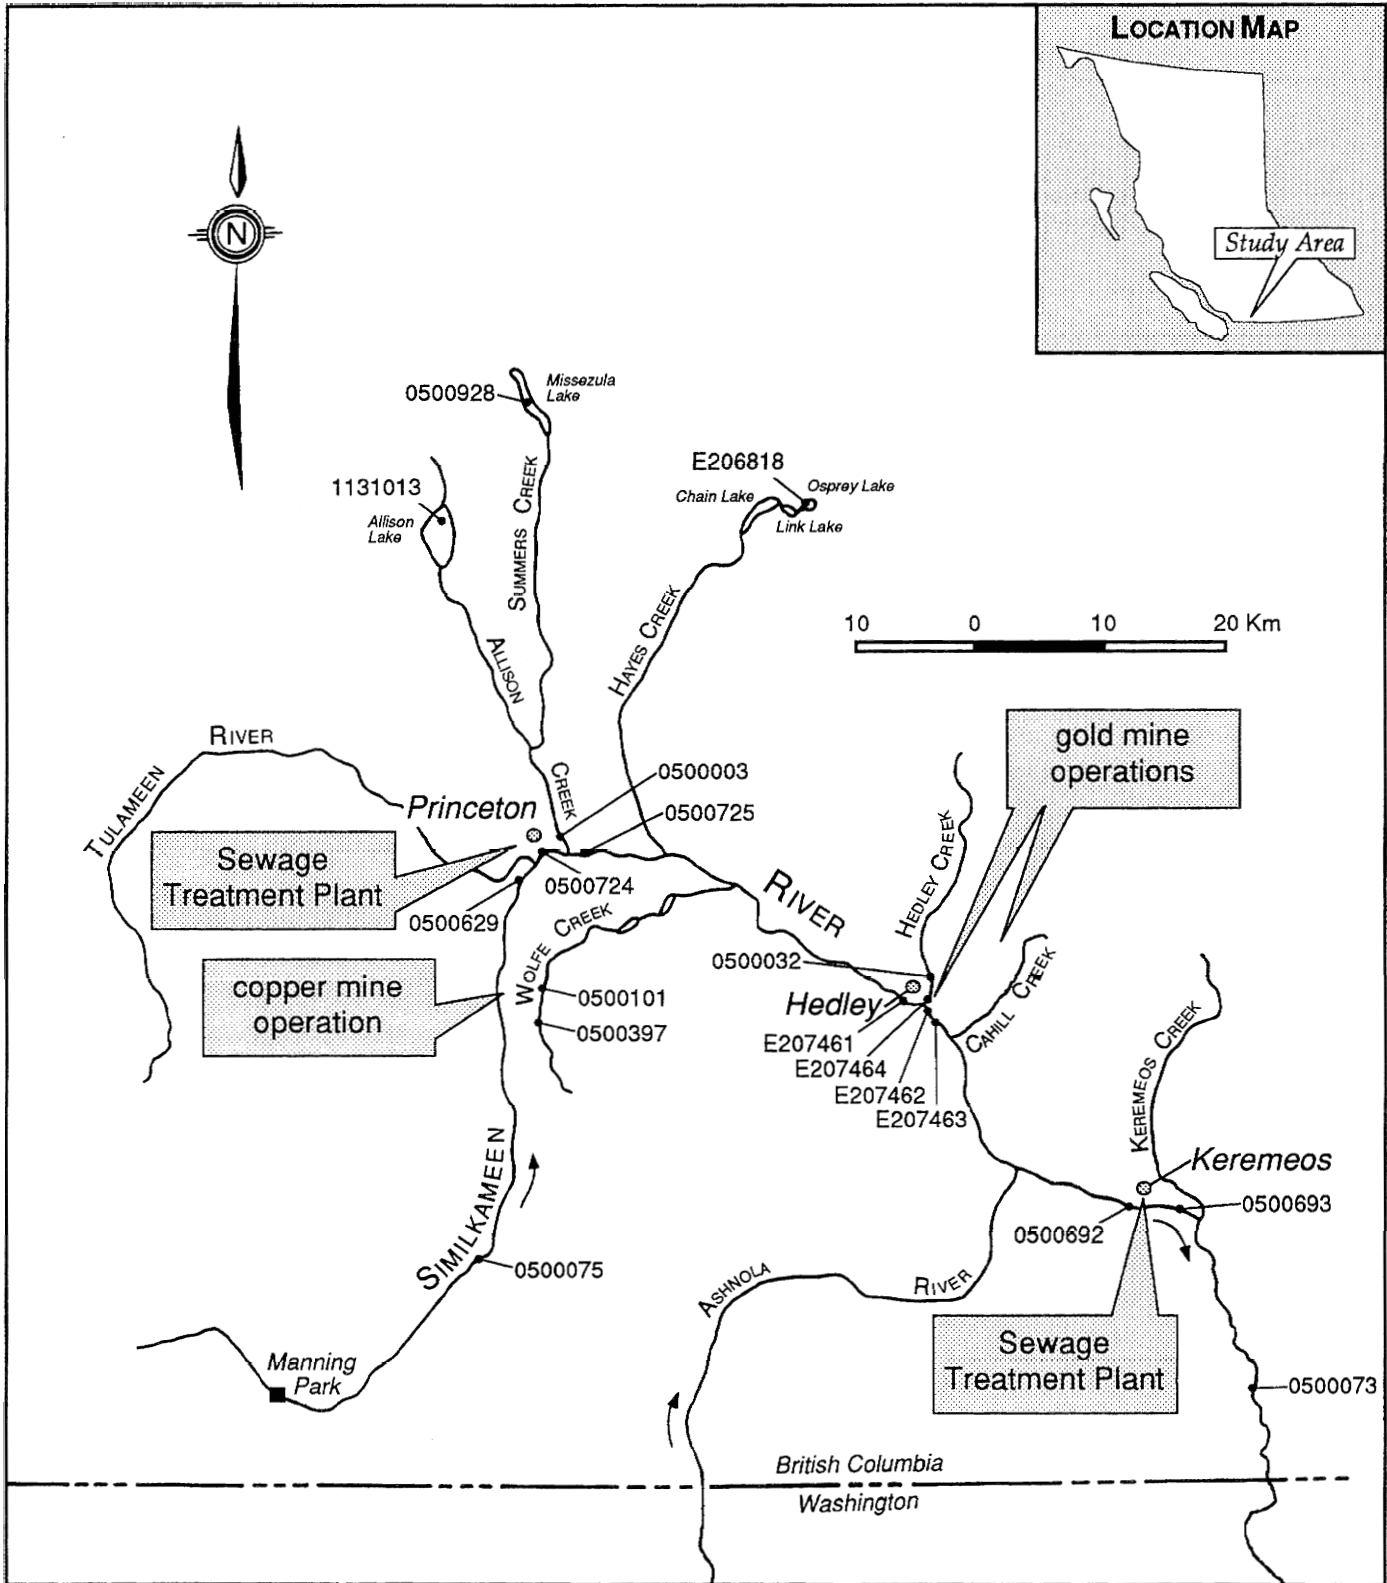 LOCATION MAP
Study Area
N
0500928
Missezula
Lake
1131013
Allison
Lake
SUMMERS CREEK
E206818
Chain Lake
Osprey Lake
Link Lake
HAYES CREEK
ALLISON
CREEK
10 0 10 20 Km
gold mine
operations
TULAMEEN
RIVER
Princeton
0500003
0500725
Sewage
Treatment Plant
0500724
0500629
WOLFE CREEK
RIVER
HEDLEY CREEK
copper mine
operation
0500101
0500397
0500032
Hedley
CAHILL CREEK
E207461
E207464
E207462
E207463
KEREMEOS CREEK
Keremeos
0500693
0500692
SIMILKAMEEN
0500075
ASHNOLA
RIVER
Manning
Park
Sewage
Treatment Plant
0500073
British Columbia
Washington